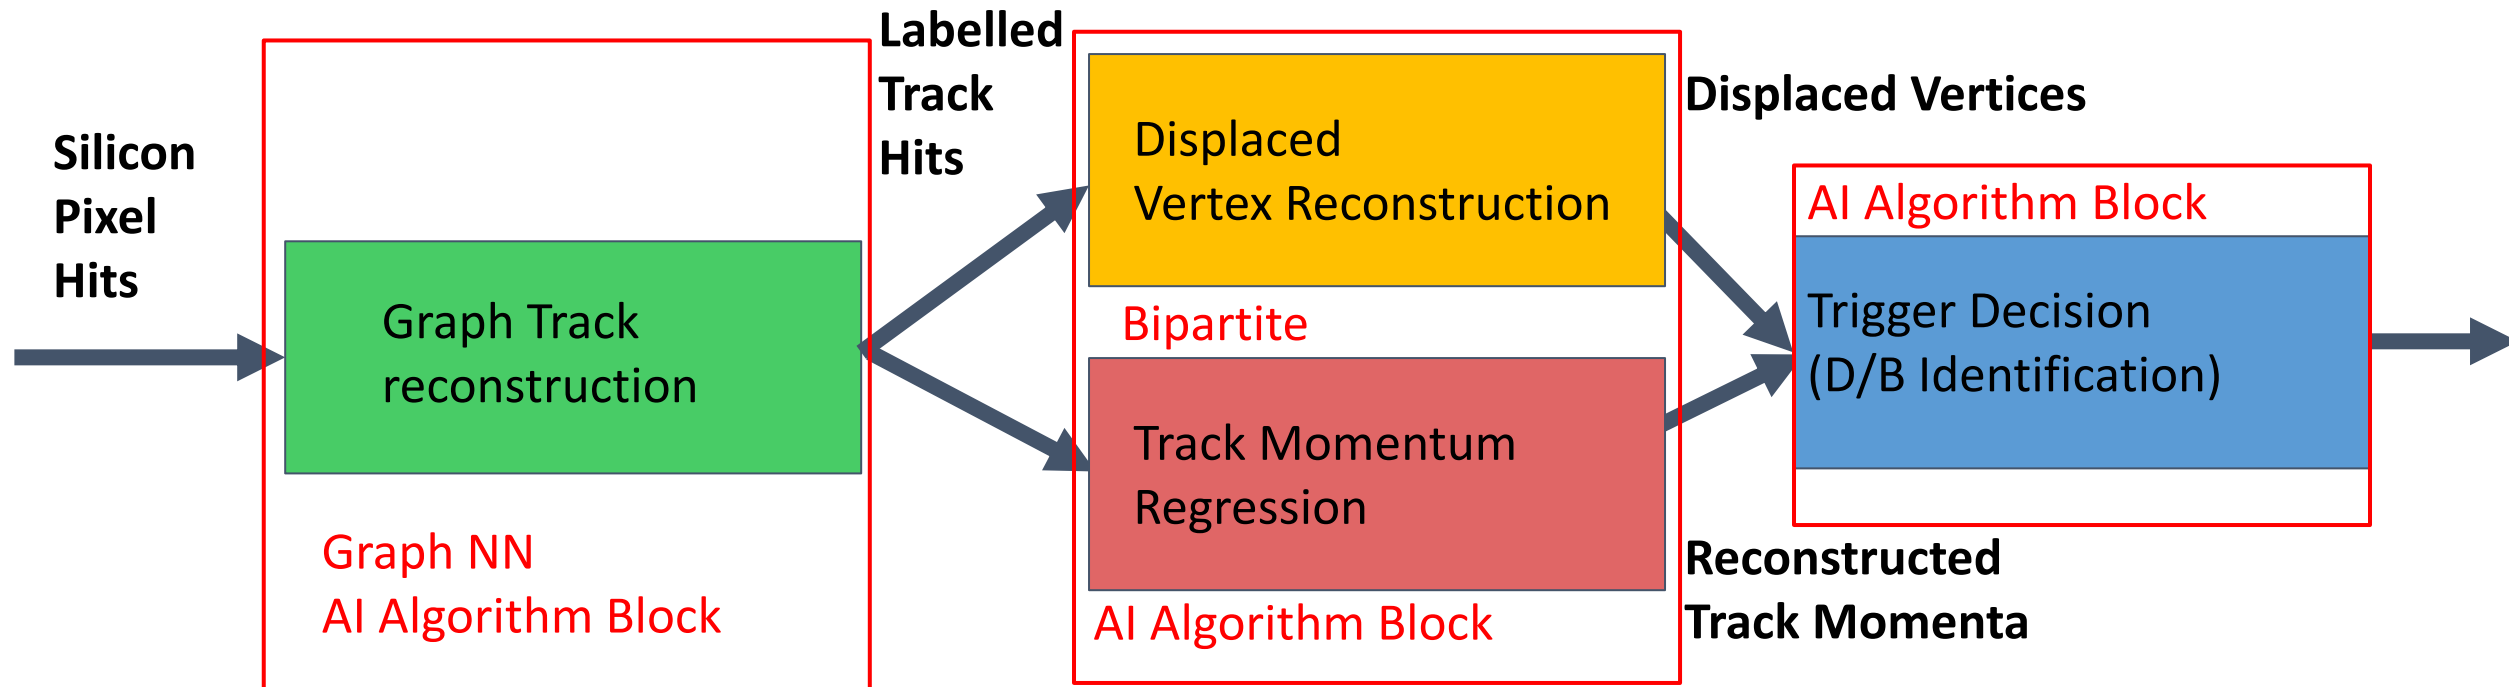 Silicon
Pixel
Hits
Graph Track
reconstruction
Graph NN
AI Algorithm Block
Labelled
Track
Hits
Displaced
Vertex Reconstruction
Bipartite
Track Momentum
Regression
AI Algorithm Block
Displaced Vertices
AI Algorithm Block
Trigger Decision
(D/B Identification)
Reconstructed
Track Momenta